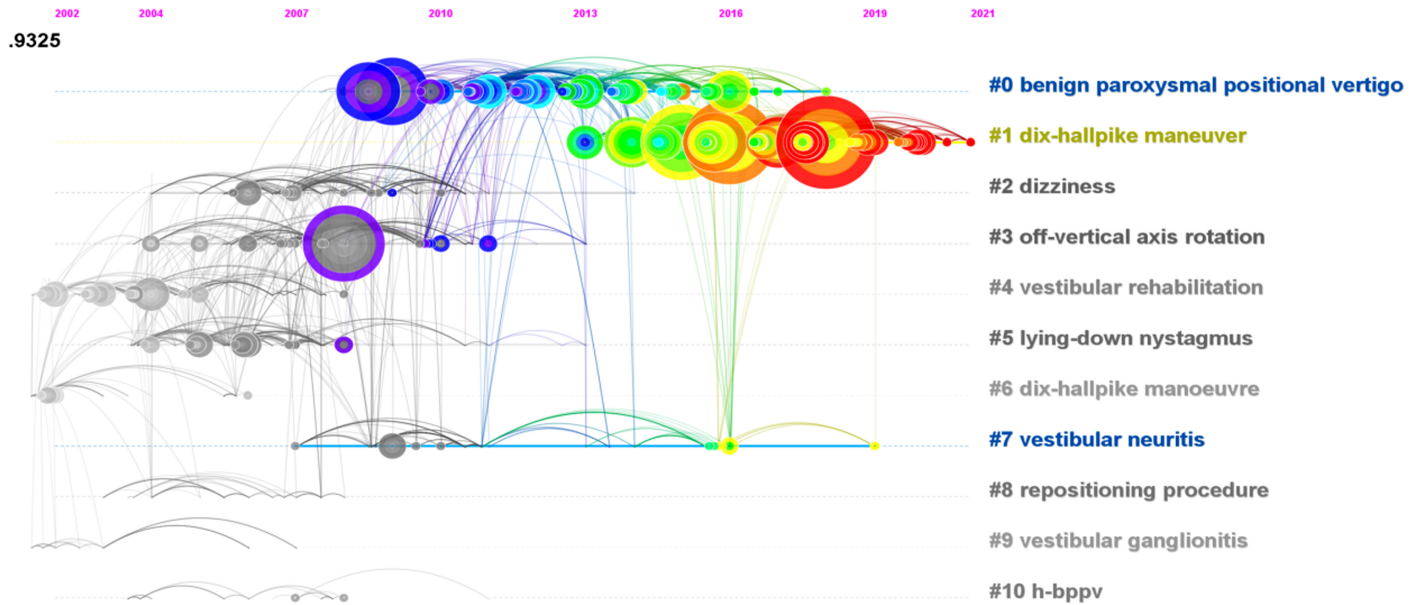 2002 2004 2007 2010 2013 2016 2019 2021
.9325
#0 benign paroxysmal positional vertigo
#1 dix-hallpike maneuver
#2 dizziness
#3 off-vertical axis rotation
#4 vestibular rehabilitation
#5 lying-down nystagmus
#6 dix-hallpike manoeuvre
#7 vestibular neuritis
#8 repositioning procedure
#9 vestibular ganglionitis
#10 h-bppv